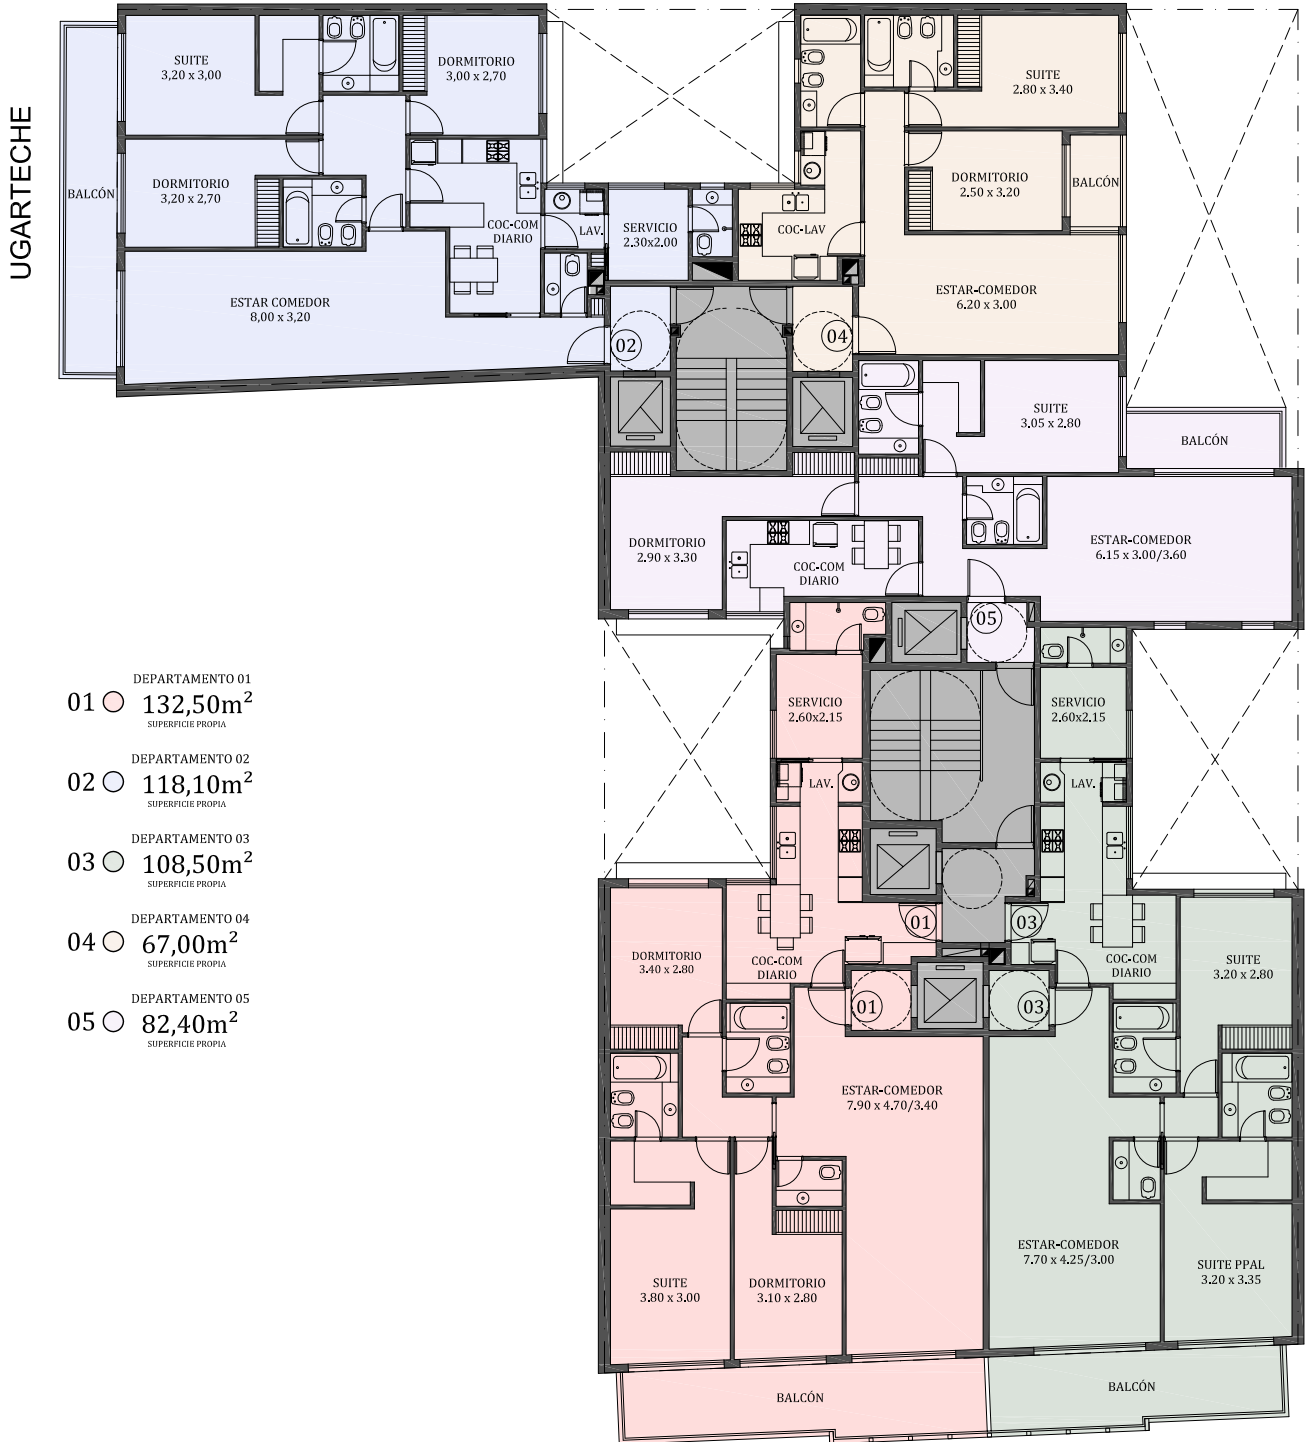 UGARTECHE
SUITE
3,20 x 3,00
DORMITORIO
3,00 x 2,70
DORMITORIO
3,20 x 2,70
BALCÓN
COC-COM
DIARIO
LAV.
SERVICIO
2.30x2.00
ESTAR COMEDOR
8,00 x 3,20
02
SUITE
2.80 x 3.40
DORMITORIO
2.50 x 3.20
BALCÓN
COC-LAV
ESTAR-COMEDOR
6.20 x 3.00
04
SUITE
3.05 x 2.80
BALCÓN
DORMITORIO
2.90 x 3.30
COC-COM
DIARIO
ESTAR-COMEDOR
6.15 x 3.00/3.60
05
DEPARTAMENTO 01
01 132,50m²
SUPERFICIE PROPIA
DEPARTAMENTO 02
02 118,10m²
SUPERFICIE PROPIA
DEPARTAMENTO 03
03 108,50m²
SUPERFICIE PROPIA
DEPARTAMENTO 04
04 67,00m²
SUPERFICIE PROPIA
DEPARTAMENTO 05
05 82,40m²
SUPERFICIE PROPIA
SERVICIO
2.60x2.15
LAV.
SERVICIO
2.60x2.15
LAV.
01
03
DORMITORIO
3.40 x 2.80
COC-COM
DIARIO
COC-COM
DIARIO
SUITE
3.20 x 2.80
01
03
ESTAR-COMEDOR
7.90 x 4.70/3.40
SUITE
3.80 x 3.00
DORMITORIO
3.10 x 2.80
ESTAR-COMEDOR
7.70 x 4.25/3.00
SUITE PPAL
3.20 x 3.35
BALCÓN
BALCÓN